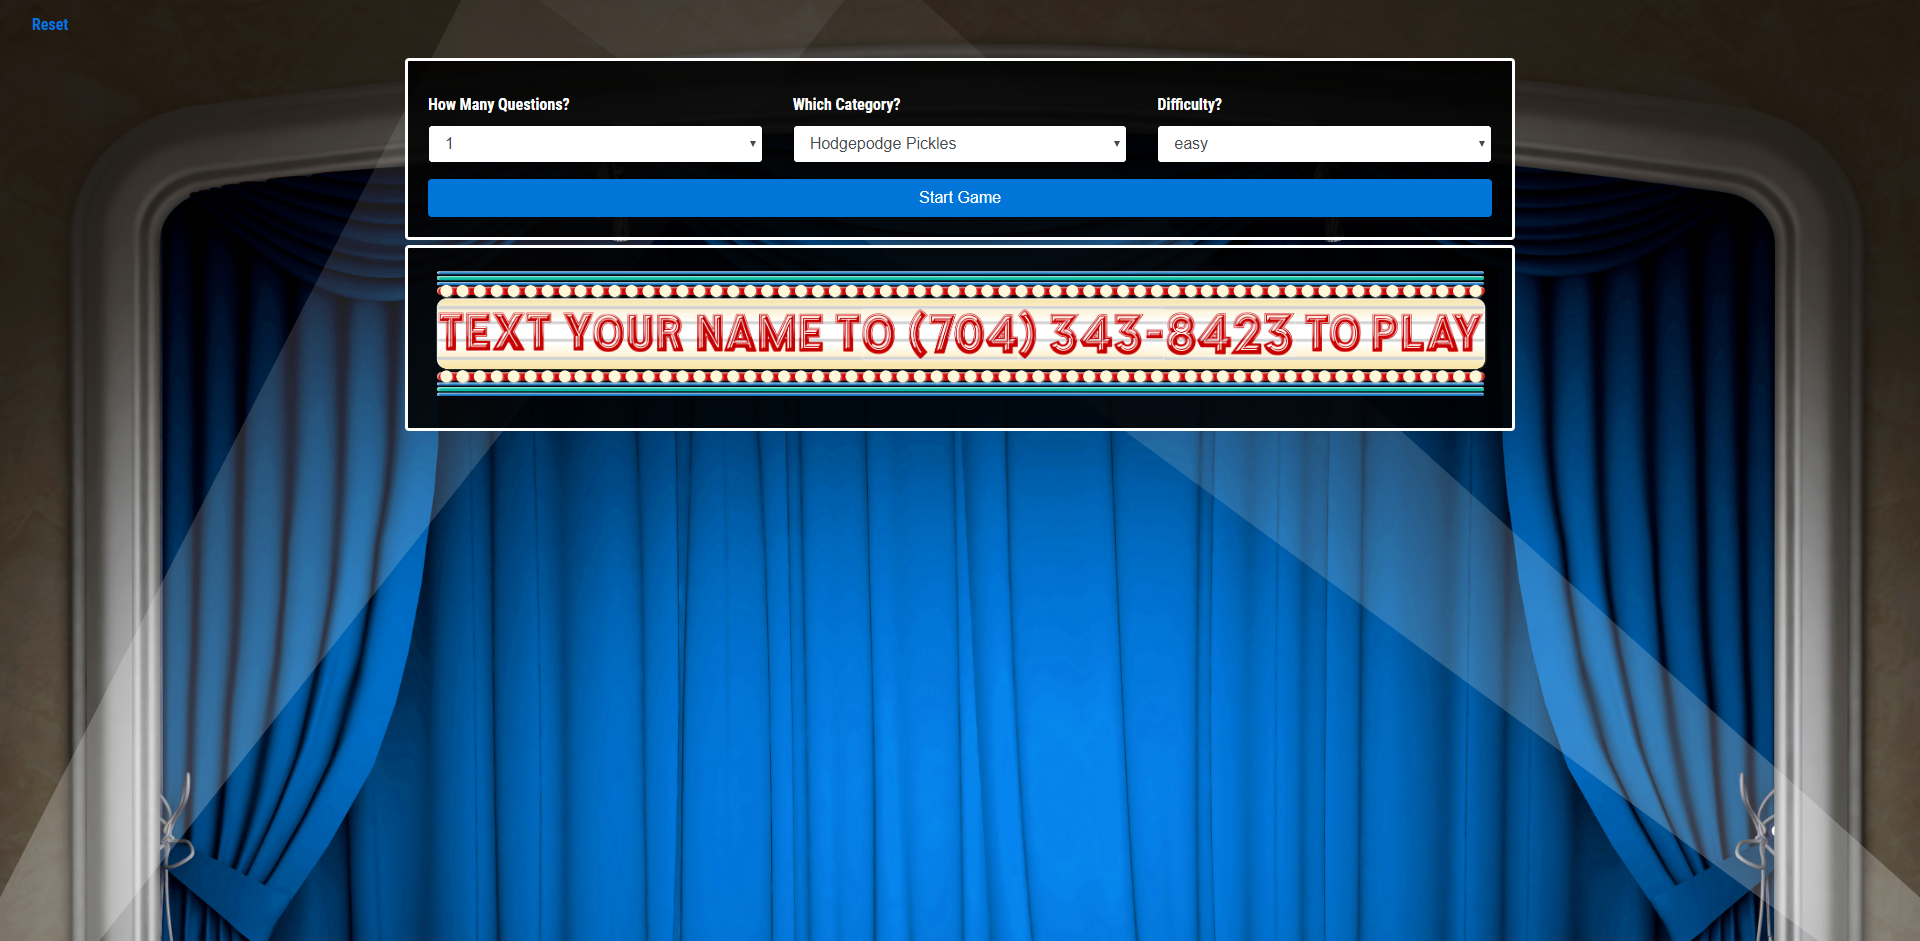 Reset
How Many Questions?
Which Category?
Difficulty?
1
Hodgepodge Pickles
easy
Start Game
TEXT YOUR NAME TO (704) 343-8423 TO PLAY